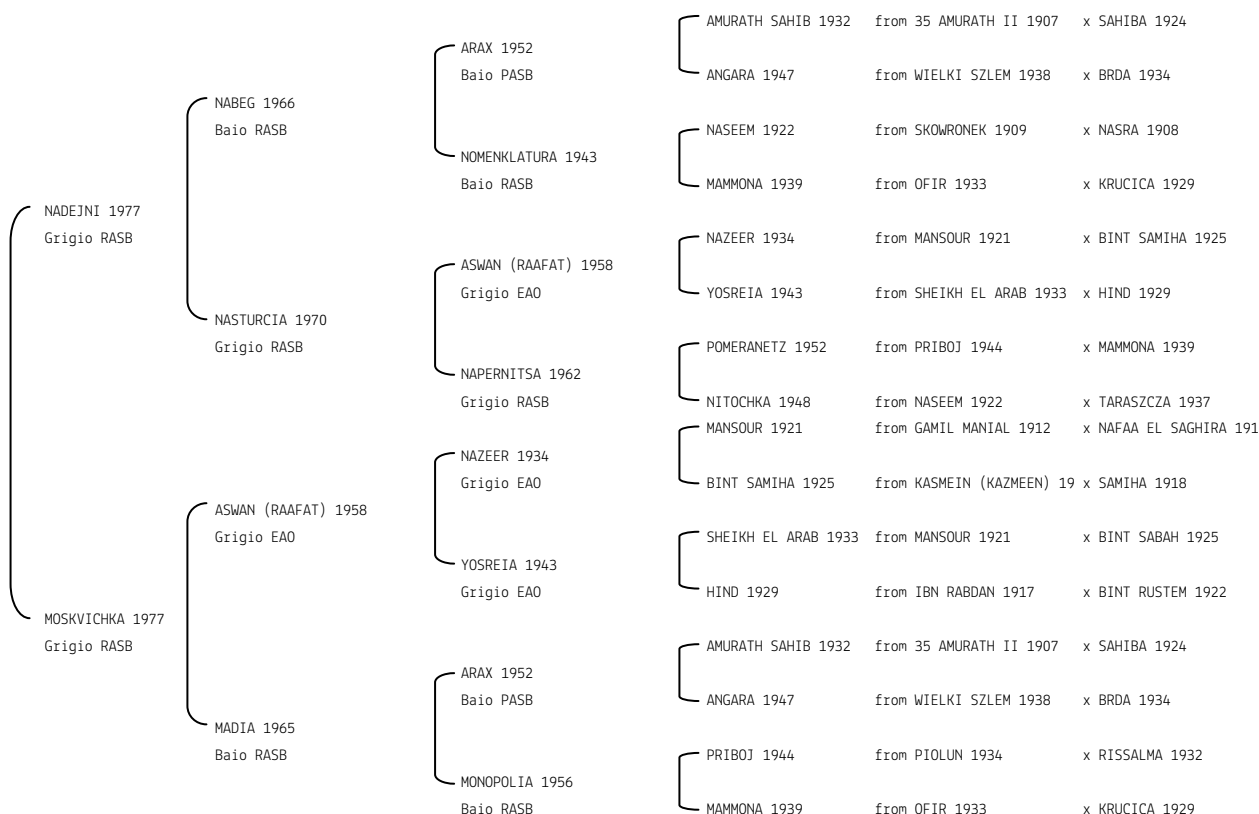 AMURATH SAHIB 1932 from 35 AMURATH II 1907 x SAHIBA 1924
ARAX 1952
Baio PASB
ANGARA 1947 from WIELKI SZLEM 1938 x BRDA 1934
NABEG 1966
Baio RASB
NASEEM 1922 from SKOWRONEK 1909 x NASRA 1908
NOMENKLATURA 1943
Baio RASB
MAMMONA 1939 from OFIR 1933 x KRUCICA 1929
NADEJNI 1977
Grigio RASB
NAZEER 1934 from MANSOUR 1921 x BINT SAMIHA 1925
ASWAN (RAAFAT) 1958
Grigio EAO
YOSREIA 1943 from SHEIKH EL ARAB 1933 x HIND 1929
NASTURCIA 1970
Grigio RASB
POMERANETZ 1952 from PRIBOJ 1944 x MAMMONA 1939
NAPERNITSA 1962
Grigio RASB
NITOCHKA 1948 from NASEEM 1922 x TARASZCZA 1937
MANSOUR 1921 from GAMIL MANIAL 1912 x NAFAA EL SAGHIRA 191
NAZEER 1934
Grigio EAO
BINT SAMIHA 1925 from KASMEIN (KAZMEEN) 19 x SAMIHA 1918
ASWAN (RAAFAT) 1958
Grigio EAO
SHEIKH EL ARAB 1933 from MANSOUR 1921 x BINT SABAH 1925
YOSREIA 1943
Grigio EAO
HIND 1929 from IBN RABDAN 1917 x BINT RUSTEM 1922
MOSKVICHKA 1977
Grigio RASB
AMURATH SAHIB 1932 from 35 AMURATH II 1907 x SAHIBA 1924
ARAX 1952
Baio PASB
ANGARA 1947 from WIELKI SZLEM 1938 x BRDA 1934
MADIA 1965
Baio RASB
PRIBOJ 1944 from PIOLUN 1934 x RISSALMA 1932
MONOPOLIA 1956
Baio RASB
MAMMONA 1939 from OFIR 1933 x KRUCICA 1929